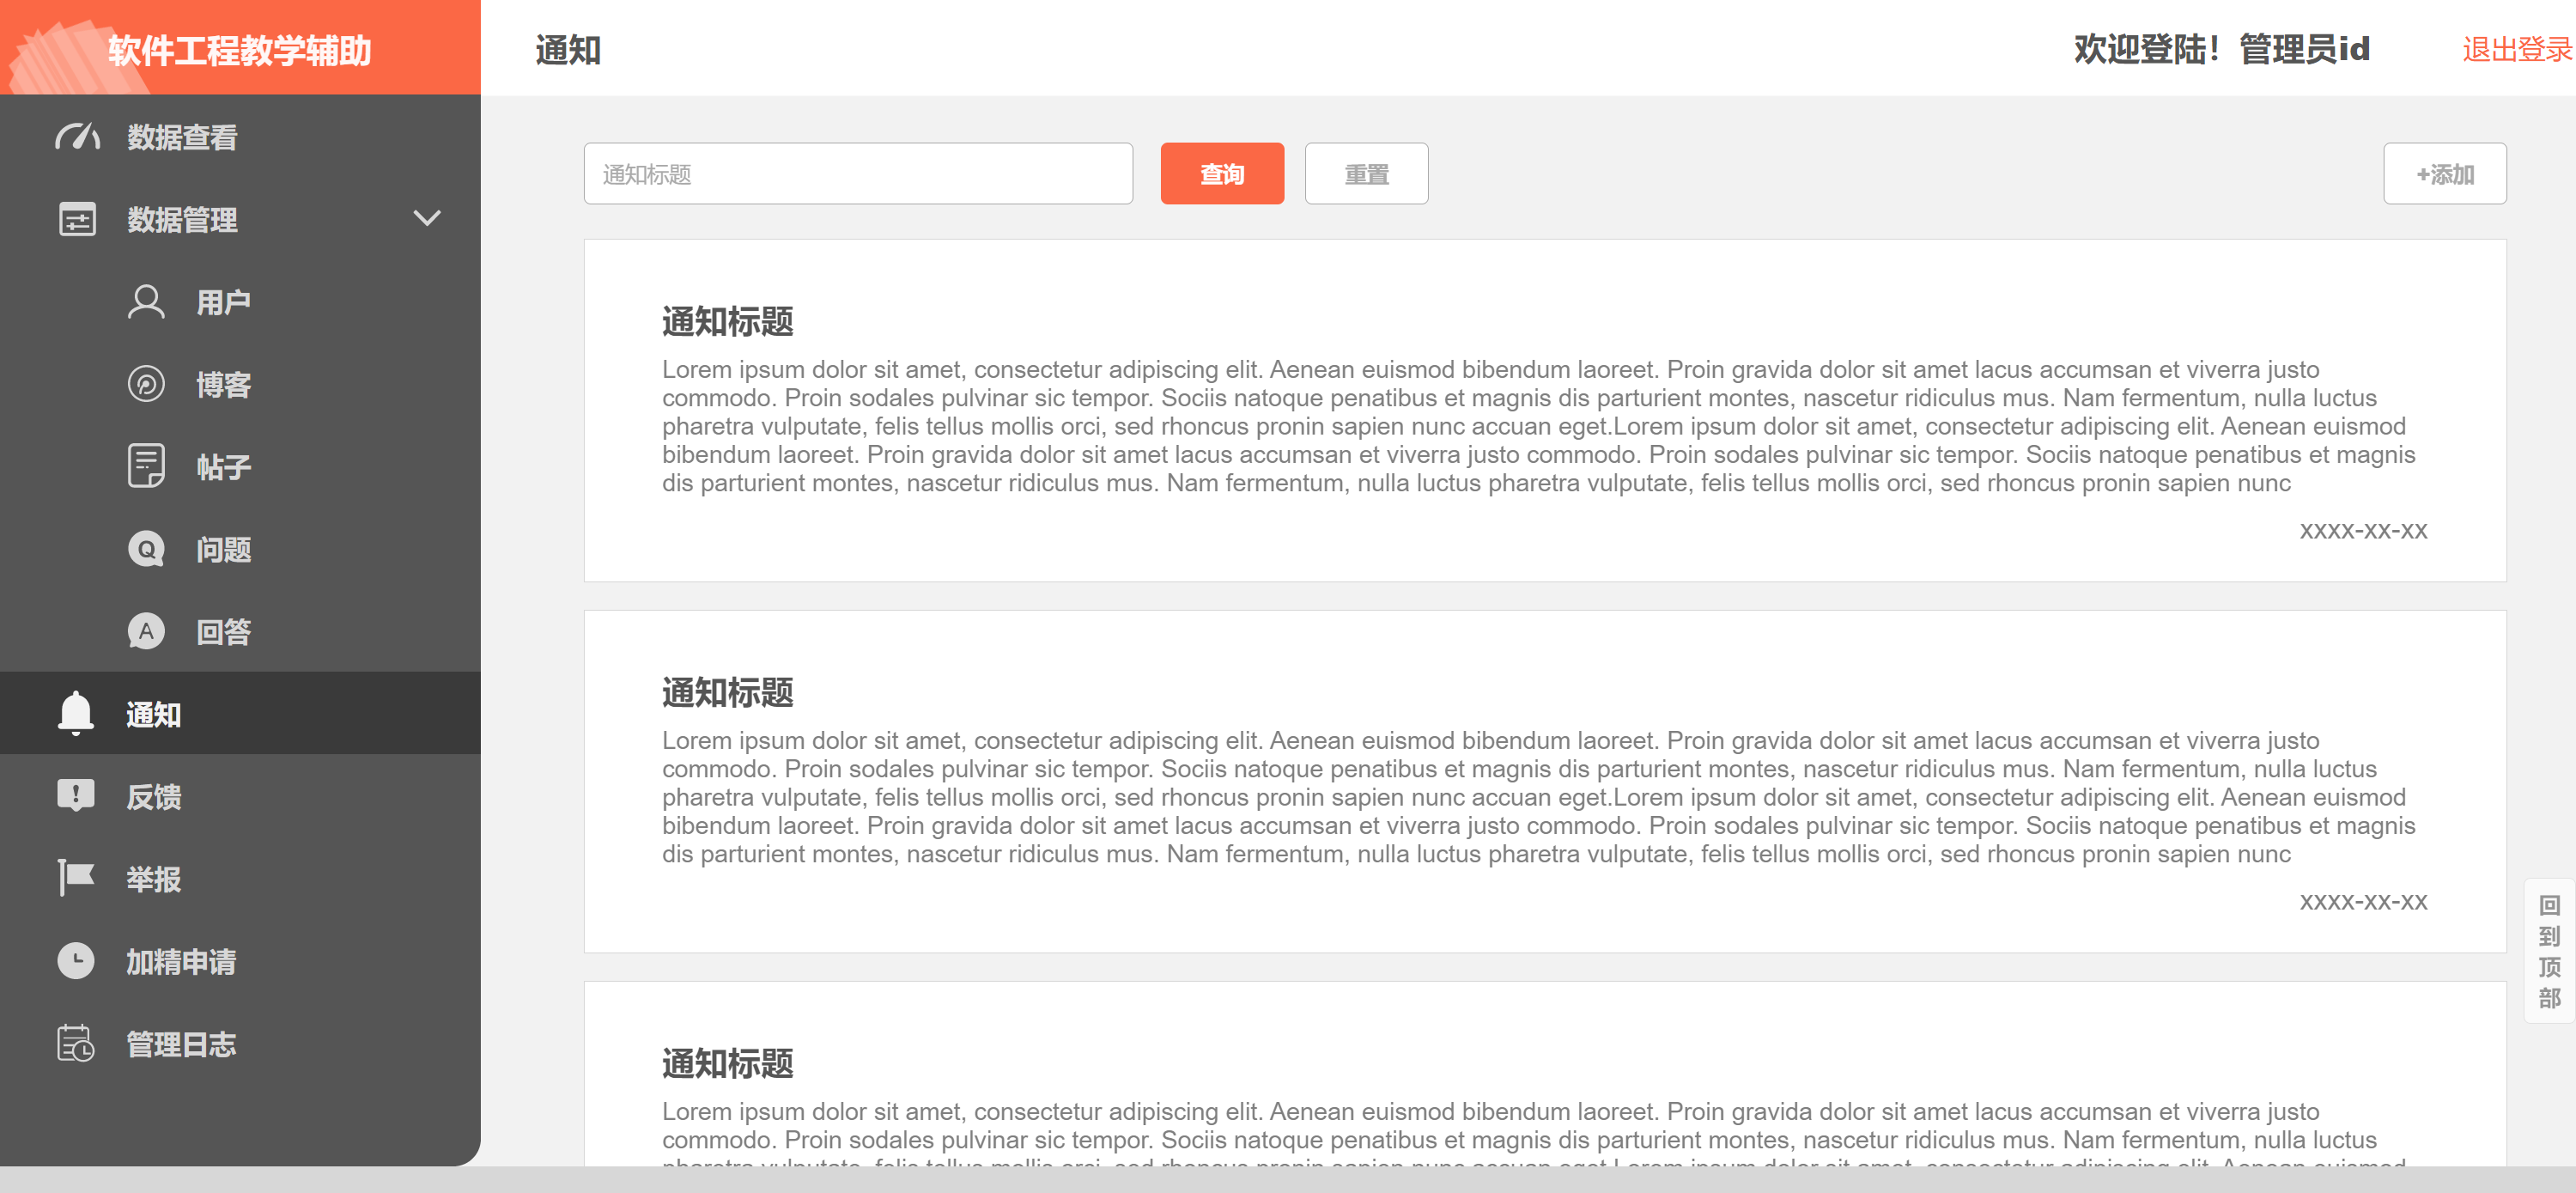 软件工程教学辅助
通知
欢迎登陆！管理员id
退出登录
数据查看
数据管理
用户
博客
帖子
Q
问题
A
回答
通知
反馈
举报
加精申请
管理日志
通知标题
查询
重置
+添加
通知标题
Lorem ipsum dolor sit amet, consectetur adipiscing elit. Aenean euismod bibendum laoreet. Proin gravida dolor sit amet lacus accumsan et viverra justo
commodo. Proin sodales pulvinar sic tempor. Sociis natoque penatibus et magnis dis parturient montes, nascetur ridiculus mus. Nam fermentum, nulla luctus
pharetra vulputate, felis tellus mollis orci, sed rhoncus pronin sapien nunc accuan eget.Lorem ipsum dolor sit amet, consectetur adipiscing elit. Aenean euismod
bibendum laoreet. Proin gravida dolor sit amet lacus accumsan et viverra justo commodo. Proin sodales pulvinar sic tempor. Sociis natoque penatibus et magnis
dis parturient montes, nascetur ridiculus mus. Nam fermentum, nulla luctus pharetra vulputate, felis tellus mollis orci, sed rhoncus pronin sapien nunc
xxxx-xx-xx
通知标题
Lorem ipsum dolor sit amet, consectetur adipiscing elit. Aenean euismod bibendum laoreet. Proin gravida dolor sit amet lacus accumsan et viverra justo
commodo. Proin sodales pulvinar sic tempor. Sociis natoque penatibus et magnis dis parturient montes, nascetur ridiculus mus. Nam fermentum, nulla luctus
pharetra vulputate, felis tellus mollis orci, sed rhoncus pronin sapien nunc accuan eget.Lorem ipsum dolor sit amet, consectetur adipiscing elit. Aenean euismod
bibendum laoreet. Proin gravida dolor sit amet lacus accumsan et viverra justo commodo. Proin sodales pulvinar sic tempor. Sociis natoque penatibus et magnis
dis parturient montes, nascetur ridiculus mus. Nam fermentum, nulla luctus pharetra vulputate, felis tellus mollis orci, sed rhoncus pronin sapien nunc
xxxx-xx-xx
通知标题
Lorem ipsum dolor sit amet, consectetur adipiscing elit. Aenean euismod bibendum laoreet. Proin gravida dolor sit amet lacus accumsan et viverra justo
commodo. Proin sodales pulvinar sic tempor. Sociis natoque penatibus et magnis dis parturient montes, nascetur ridiculus mus. Nam fermentum, nulla luctus
回到顶部